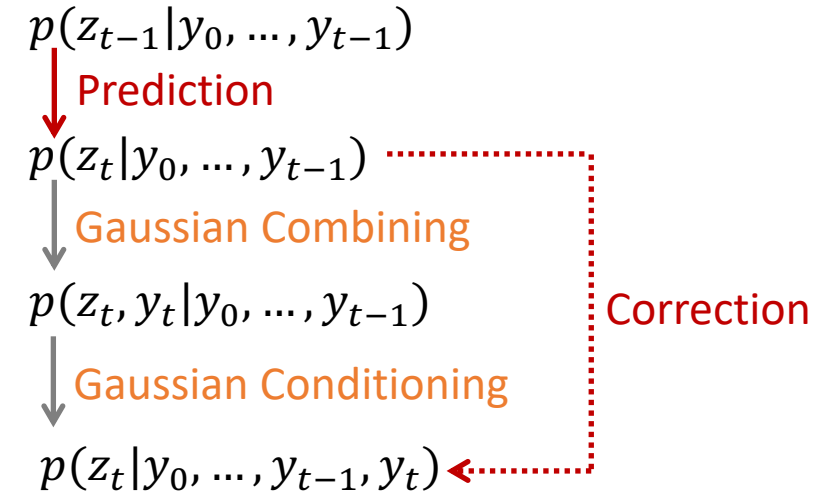 p(z_{t−1}|y_0, …, y_{t−1})
Prediction
p(z_t|y_0, …, y_{t−1})
Gaussian Combining
p(z_t, y_t|y_0, …, y_{t−1})
Correction
Gaussian Conditioning
p(z_t|y_0, …, y_{t−1}, y_t)